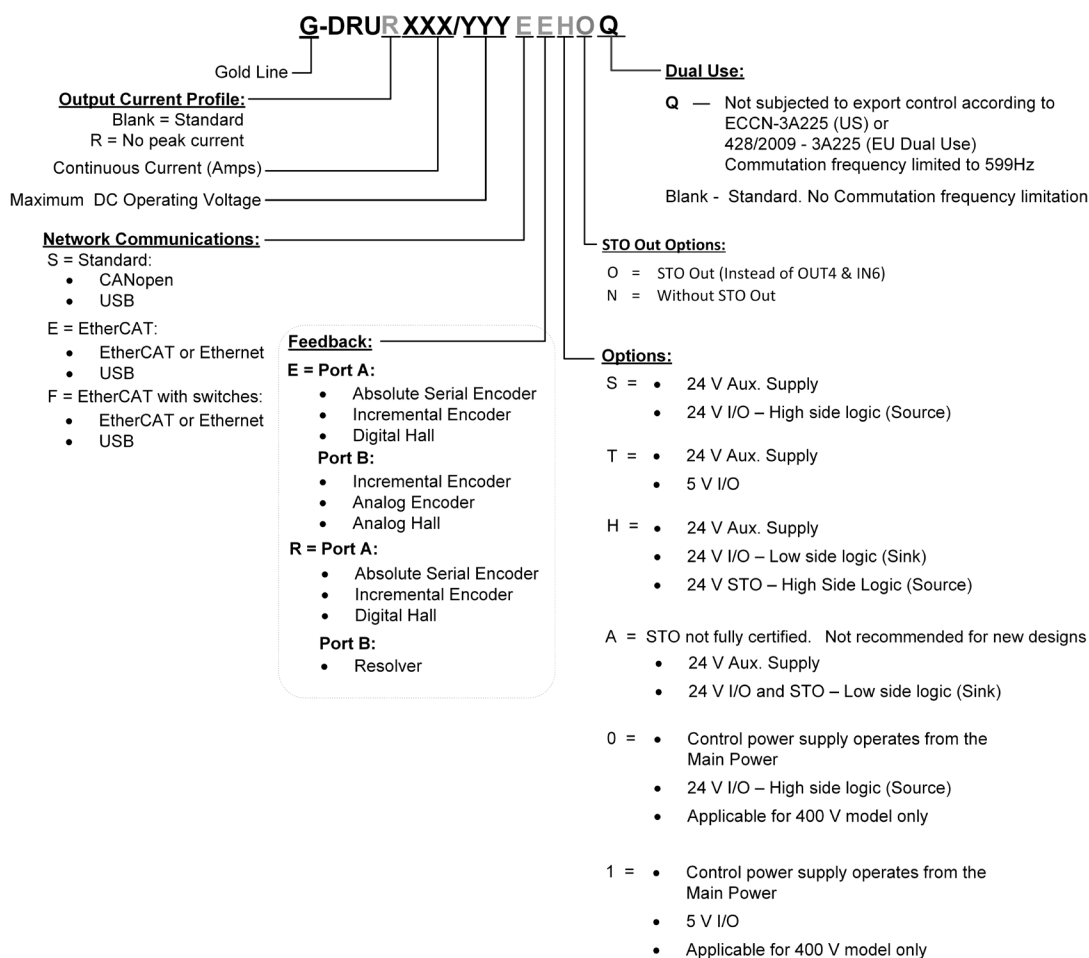 G-DRURXXX/YYYEEHOQ
Gold Line
Output Current Profile:
Blank = Standard
R = No peak current
Continuous Current (Amps)
Maximum DC Operating Voltage
Network Communications:
S = Standard:
• CANopen
• USB
E = EtherCAT:
• EtherCAT or Ethernet
• USB
F = EtherCAT with switches:
• EtherCAT or Ethernet
• USB
Feedback:
E = Port A:
• Absolute Serial Encoder
• Incremental Encoder
• Digital Hall
Port B:
• Incremental Encoder
• Analog Encoder
• Analog Hall
R = Port A:
• Absolute Serial Encoder
• Incremental Encoder
• Digital Hall
Port B:
• Resolver
Dual Use:
Q — Not subjected to export control according to
ECCN-3A225 (US) or
428/2009 - 3A225 (EU Dual Use)
Commutation frequency limited to 599Hz
Blank - Standard. No Commutation frequency limitation
STO Out Options:
O = STO Out (Instead of OUT4 & IN6)
N = Without STO Out
Options:
S = • 24 V Aux. Supply
• 24 V I/O – High side logic (Source)
T = • 24 V Aux. Supply
• 5 V I/O
H = • 24 V Aux. Supply
• 24 V I/O – Low side logic (Sink)
• 24 V STO – High Side Logic (Source)
A = STO not fully certified. Not recommended for new designs
• 24 V Aux. Supply
• 24 V I/O and STO – Low side logic (Sink)
0 = • Control power supply operates from the
Main Power
• 24 V I/O – High side logic (Source)
• Applicable for 400 V model only
1 = • Control power supply operates from the
Main Power
• 5 V I/O
• Applicable for 400 V model only